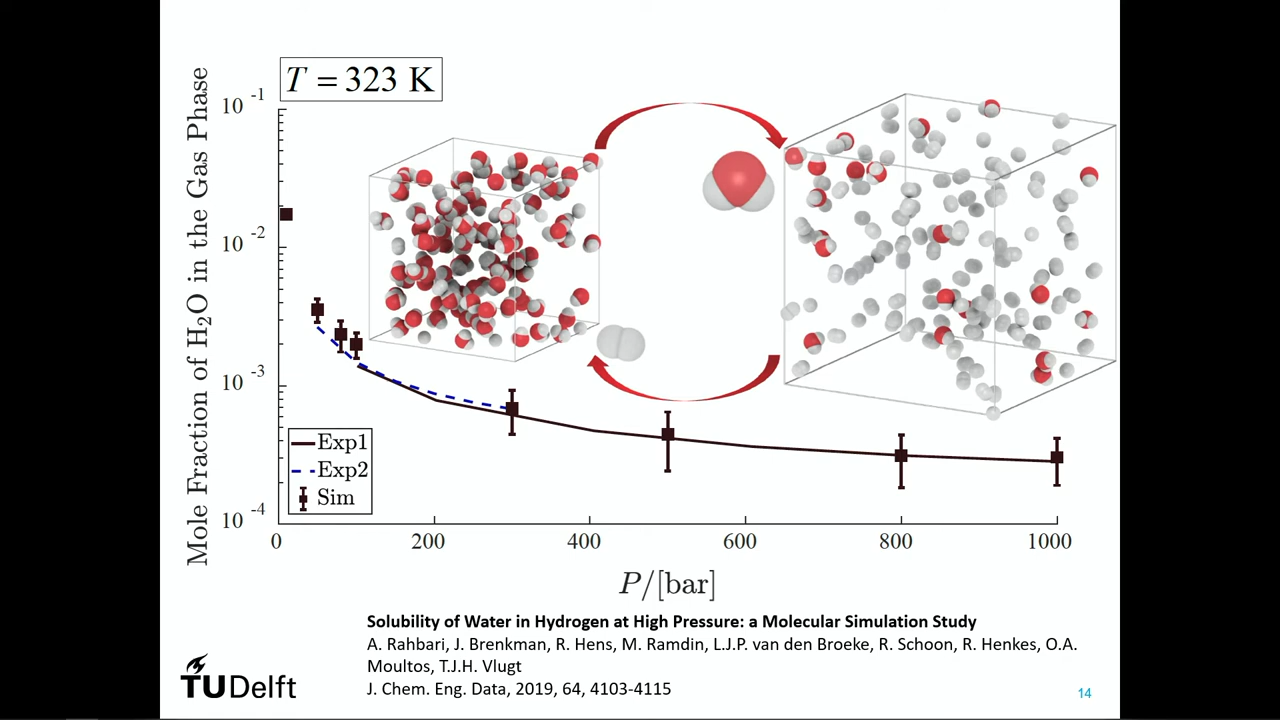 T = 323 K
Mole Fraction of H₂O in the Gas Phase
10⁻¹
10⁻²
10⁻³
10⁻⁴
Exp1
Exp2
Sim
0 200 400 600 800 1000
P/[bar]
Solubility of Water in Hydrogen at High Pressure: a Molecular Simulation Study
A. Rahbari, J. Brenkman, R. Hens, M. Ramdin, L.J.P. van den Broeke, R. Schoon, R. Henkes, O.A.
Moultos, T.J.H. Vlugt
J. Chem. Eng. Data, 2019, 64, 4103-4115
TUDelft
14